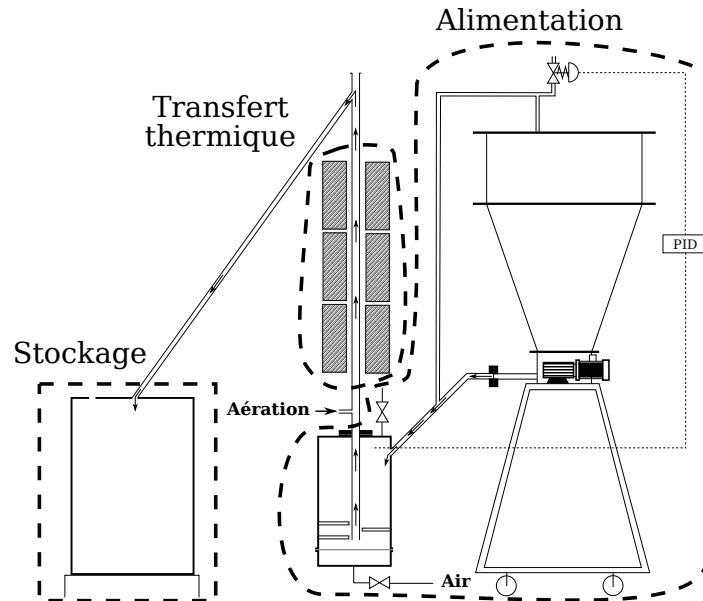 Alimentation
Transfert
thermique
PID
Stockage
Aération
Air